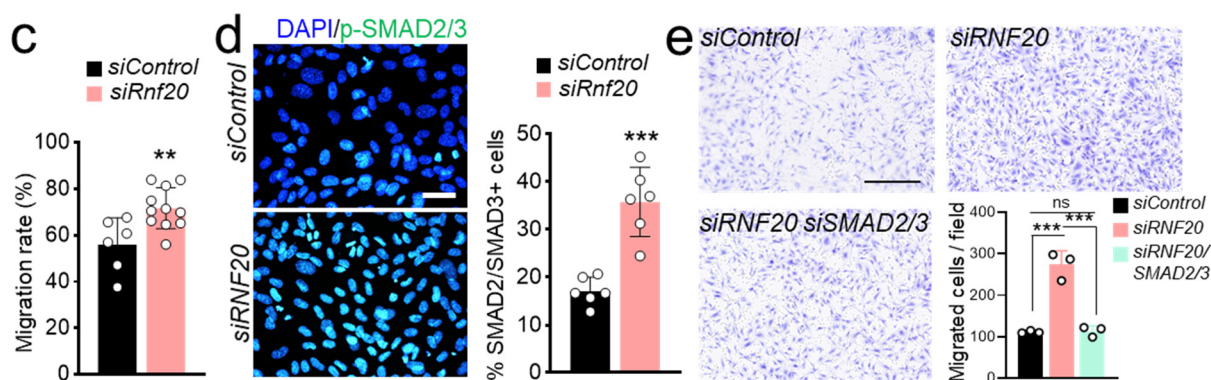 c
siControl
siRnf20
Migration rate (%)
100
80
60
40
20
0
**
d
DAPI/p-SMAD2/3
siControl
siRNF20
siControl
siRnf20
% SMAD2/SMAD3+ cells
50
40
30
20
10
0
***
e
siControl
siRNF20
siRNF20 siSMAD2/3
Migrated cells / field
400
300
200
100
0
ns
***
***
siControl
siRNF20
siRNF20/
SMAD2/3